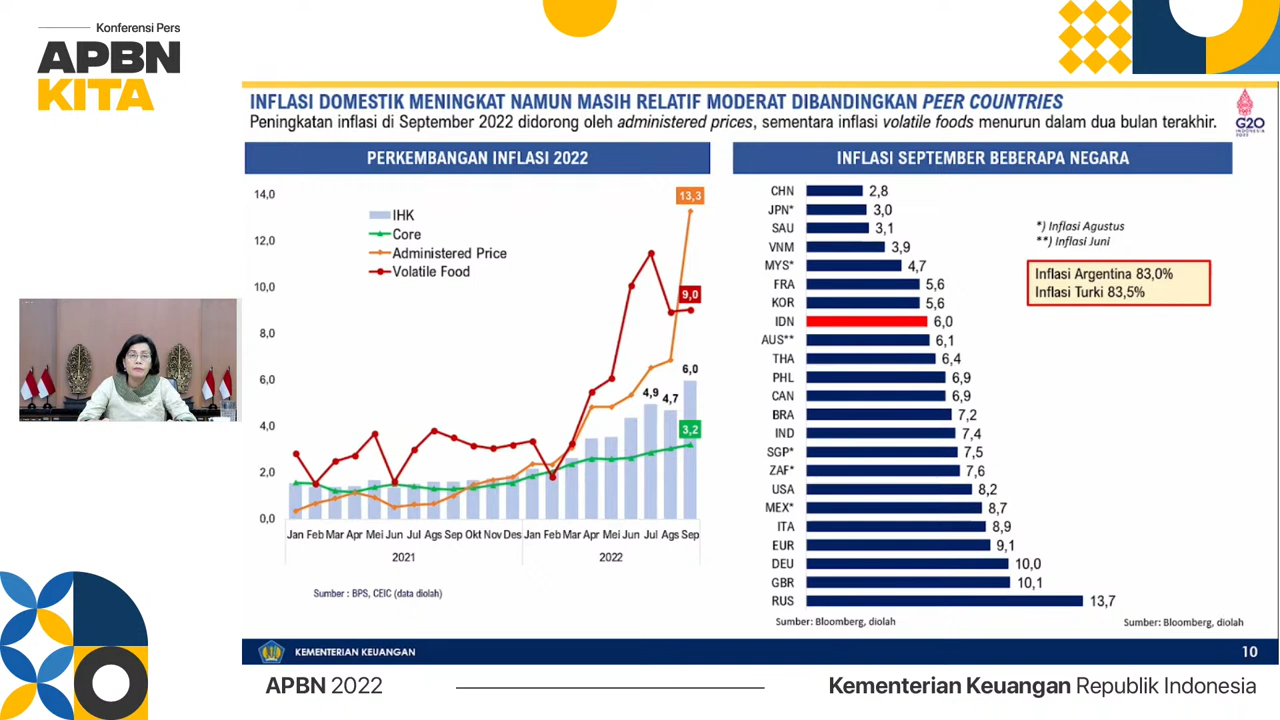 Konferensi Pers
APBN
KITA
INFLASI DOMESTIK MENINGKAT NAMUN MASIH RELATIF MODERAT DIBANDINGKAN PEER COUNTRIES
Peningkatan inflasi di September 2022 didorong oleh administered prices, sementara inflasi volatile foods menurun dalam dua bulan terakhir.
G20
INDONESIA
2022
PERKEMBANGAN INFLASI 2022
14,0
12,0
10,0
8,0
6,0
4,0
2,0
0,0
IHK
Core
Administered Price
Volatile Food
13,3
9,0
6,0
4,9
4,7
3,2
Jan Feb Mar Apr Mei Jun Jul Ags Sep Okt Nov Des Jan Feb Mar Apr Mei Jun Jul Ags Sep
2021 2022
Sumber : BPS, CEIC (data diolah)
INFLASI SEPTEMBER BEBERAPA NEGARA
CHN 2,8
JPN* 3,0
SAU 3,1
VNM 3,9
MYS* 4,7
FRA 5,6
KOR 5,6
IDN 6,0
AUS** 6,1
THA 6,4
PHL 6,9
CAN 6,9
BRA 7,2
IND 7,4
SGP* 7,5
ZAF* 7,6
USA 8,2
MEX* 8,7
ITA 8,9
EUR 9,1
DEU 10,0
GBR 10,1
RUS 13,7
*) Inflasi Agustus
**) Inflasi Juni
Inflasi Argentina 83,0%
Inflasi Turki 83,5%
Sumber: Bloomberg, diolah
Sumber: Bloomberg, diolah
KEMENTERIAN KEUANGAN
10
APBN 2022
Kementerian Keuangan Republik Indonesia